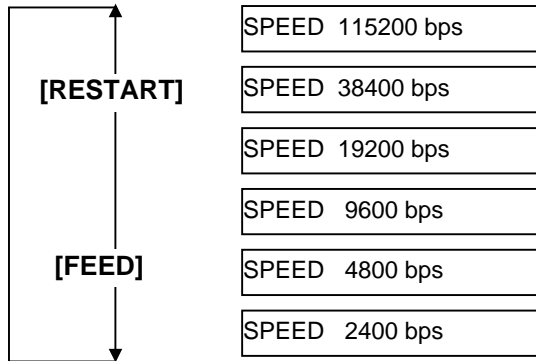 SPEED 115200 bps
[RESTART]
SPEED 38400 bps
SPEED 19200 bps
SPEED 9600 bps
[FEED]
SPEED 4800 bps
SPEED 2400 bps